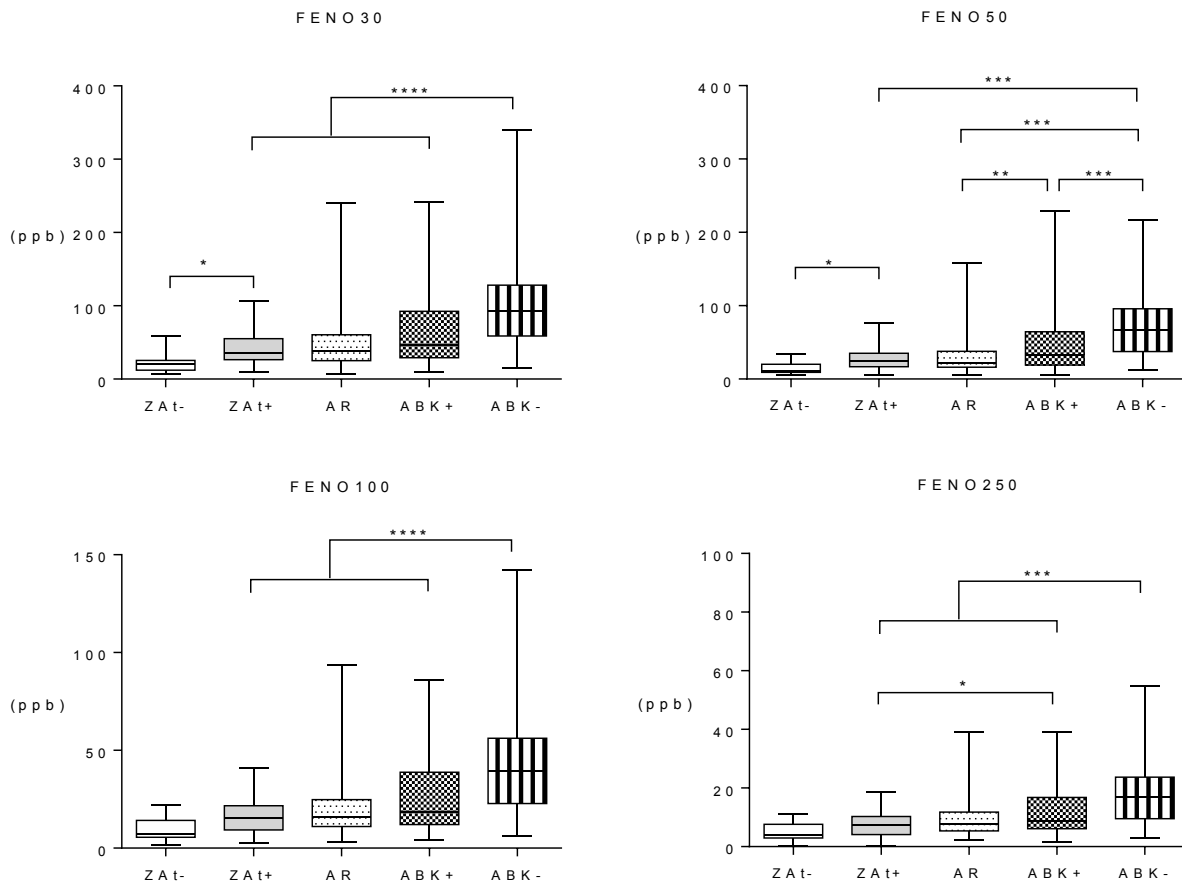 FENO30
****
400
300
200
100
0
(ppb)
*
ZAt- ZAt+ AR ABK+ ABK-
FENO50
***
***
** ***
*
400
300
200
100
0
(ppb)
ZAt- ZAt+ AR ABK+ ABK-
FENO100
****
150
100
50
0
(ppb)
ZAt- ZAt+ AR ABK+ ABK-
FENO250
***
*
100
80
60
40
20
0
(ppb)
ZAt- ZAt+ AR ABK+ ABK-